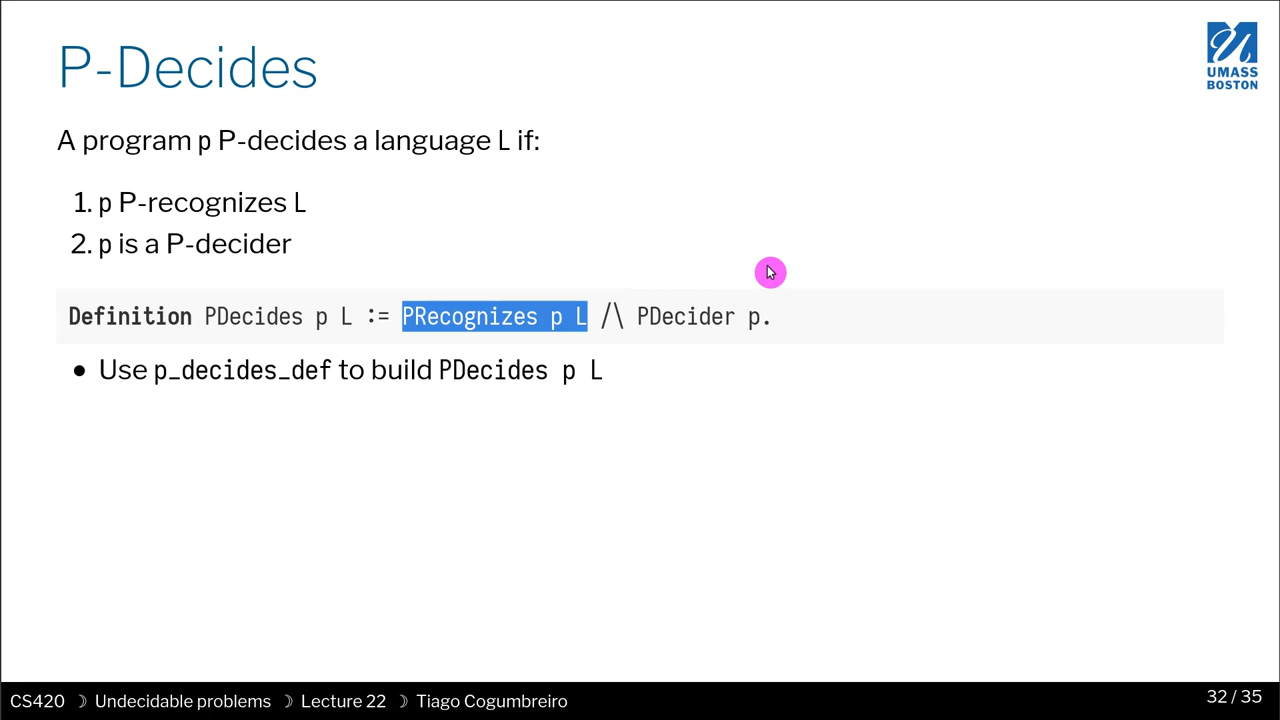 P-Decides
UMASS
BOSTON
A program p P-decides a language L if:
1. p P-recognizes L
2. p is a P-decider
Definition PDecides p L := PRecognizes p L /\ PDecider p.
• Use p_decides_def to build PDecides p L
CS420 ☽ Undecidable problems ☽ Lecture 22 ☽ Tiago Cogumbreiro
32 / 35